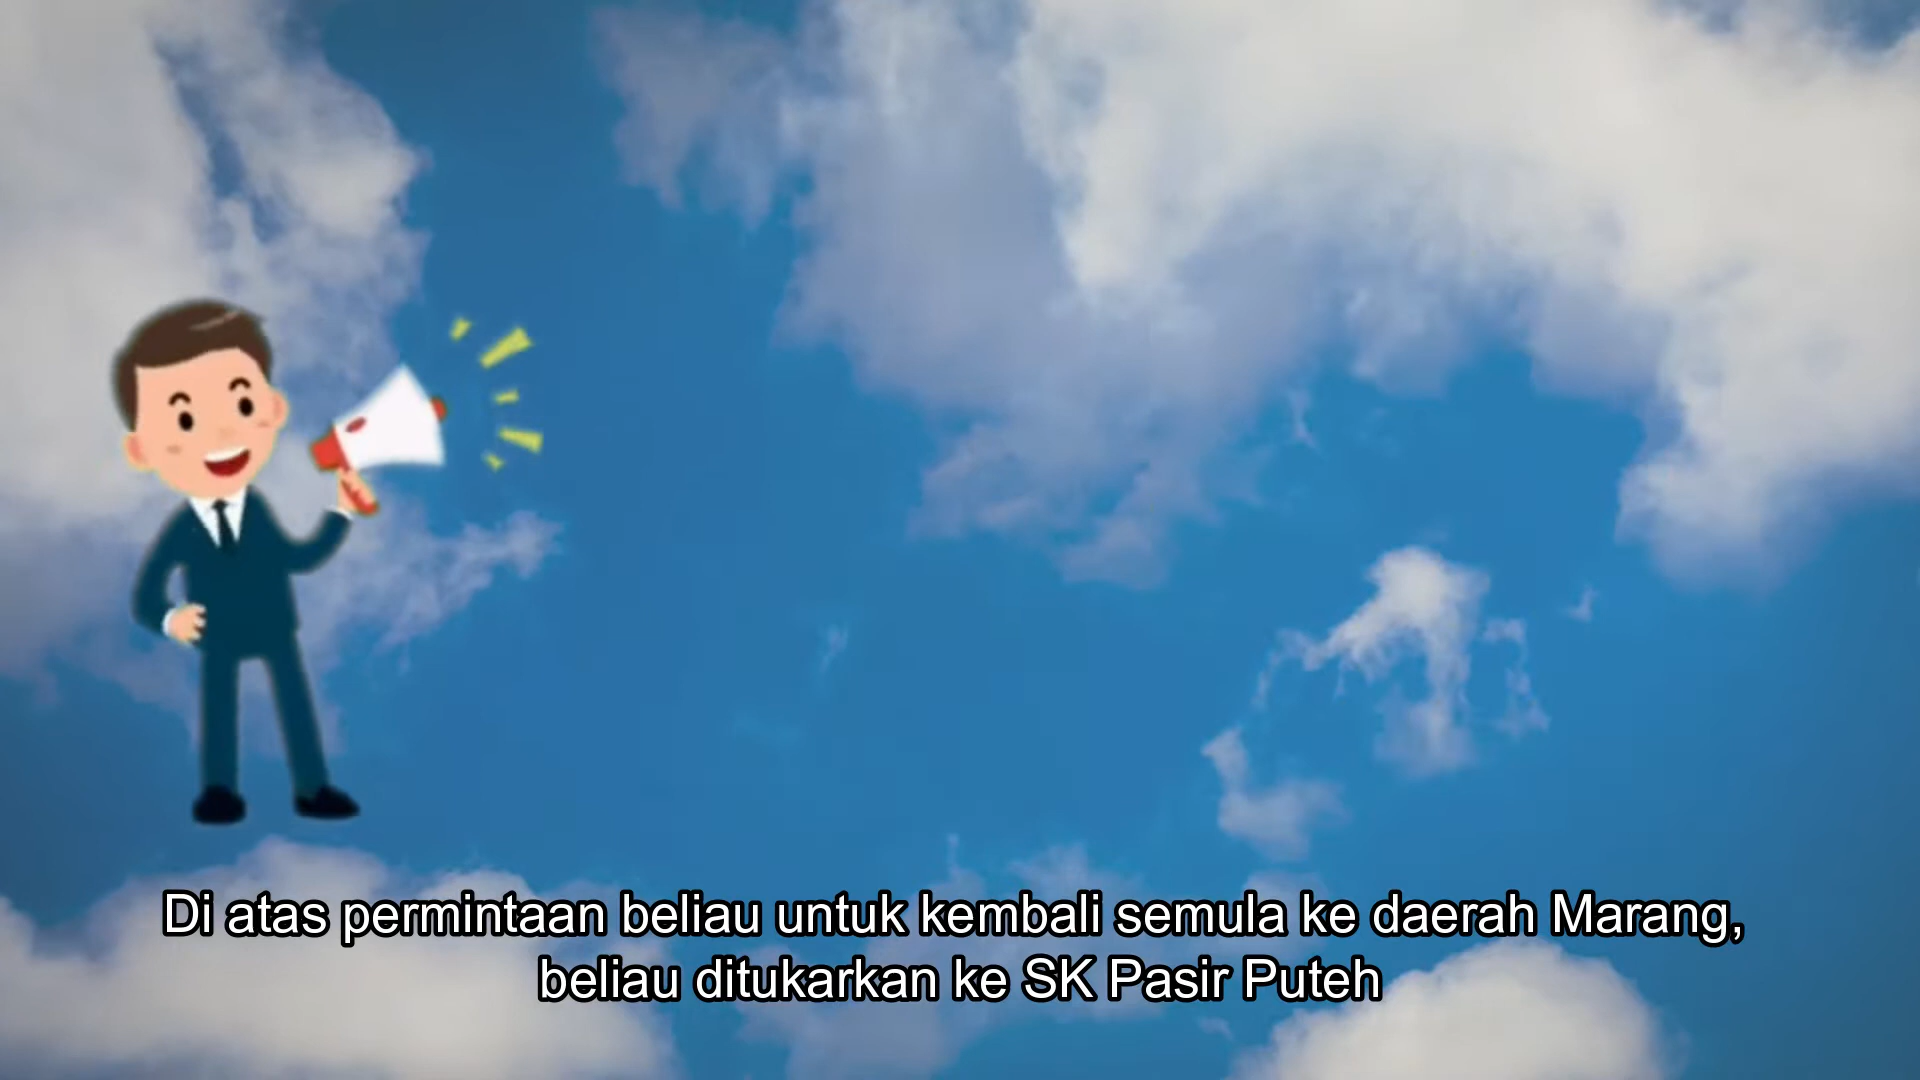 Di atas permintaan beliau untuk kembali semula ke daerah Marang,
beliau ditukarkan ke SK Pasir Puteh